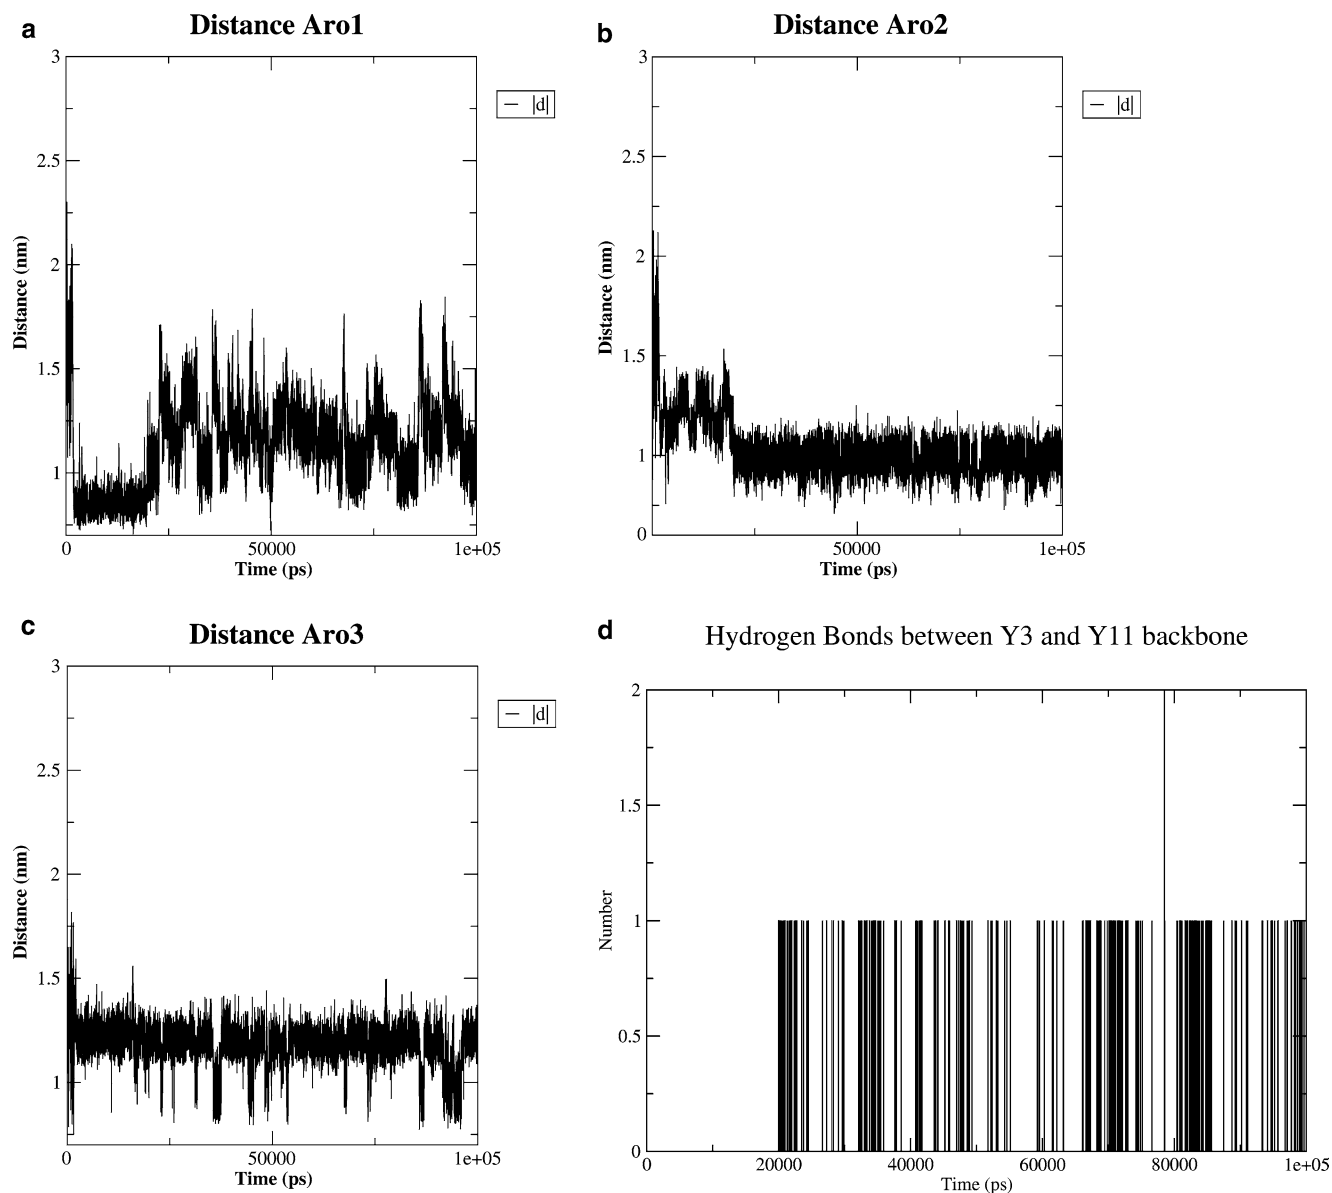 a
Distance Aro1
3
2.5
2
1.5
1
Distance (nm)
0
50000
1e+05
Time (ps)
|d|
b
Distance Aro2
3
2.5
2
1.5
1
0
Distance (nm)
50000
1e+05
Time (ps)
|d|
c
Distance Aro3
3
2.5
2
1.5
1
Distance (nm)
0
50000
1e+05
Time (ps)
|d|
d
Hydrogen Bonds between Y3 and Y11 backbone
2
1.5
1
0.5
0
Number
0
20000
40000
60000
80000
1e+05
Time (ps)